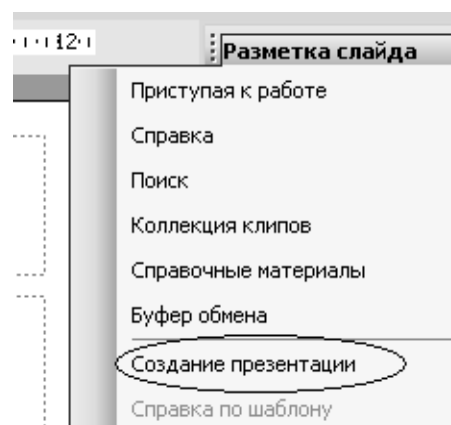 12
Разметка слайда
Приступая к работе
Справка
Поиск
Коллекция клипов
Справочные материалы
Буфер обмена
Создание презентации
Справка по шаблону